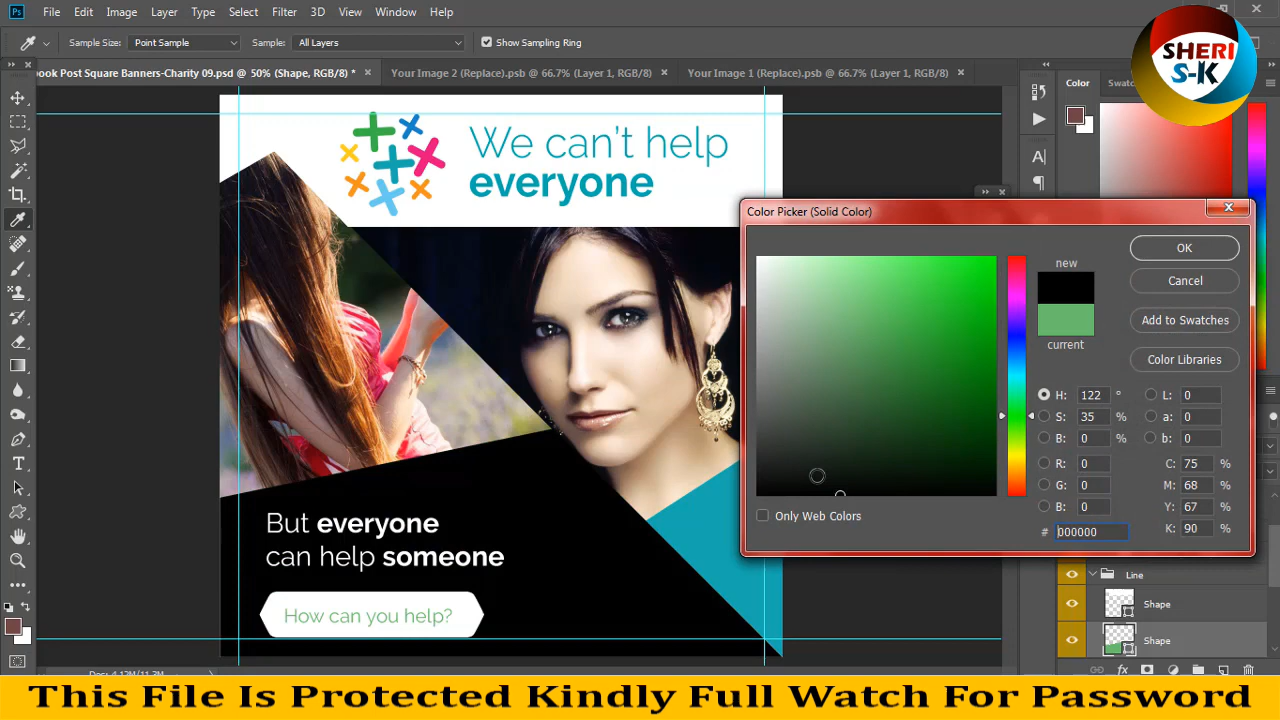 Ps File Edit Image Layer Type Select Filter 3D View Window Help
Sample Size: Point Sample Sample: All Layers Show Sampling Ring
book Post Square Banners-Charity 09.psd @ 50% (Shape, RGB/8) * × Your Image 2 (Replace).psb @ 66.7% (Layer 1, RGB/8) × Your Image 1 (Replace).psb @ 66.7% (Layer 1, RGB/8) ×
SHERI
S-K
Color
We can't help
everyone
But everyone
can help someone
How can you help?
Color Picker (Solid Color)
new
current
OK
Cancel
Add to Swatches
Color Libraries
H: 122 ° L: 0
S: 35 % a: 0
B: 0 % b: 0
R: 0 C: 75 %
G: 0 M: 68 %
B: 0 Y: 67 %
# 000000 K: 90 %
Only Web Colors
Line
Shape
Shape
fx
This File Is Protected Kindly Full Watch For Password